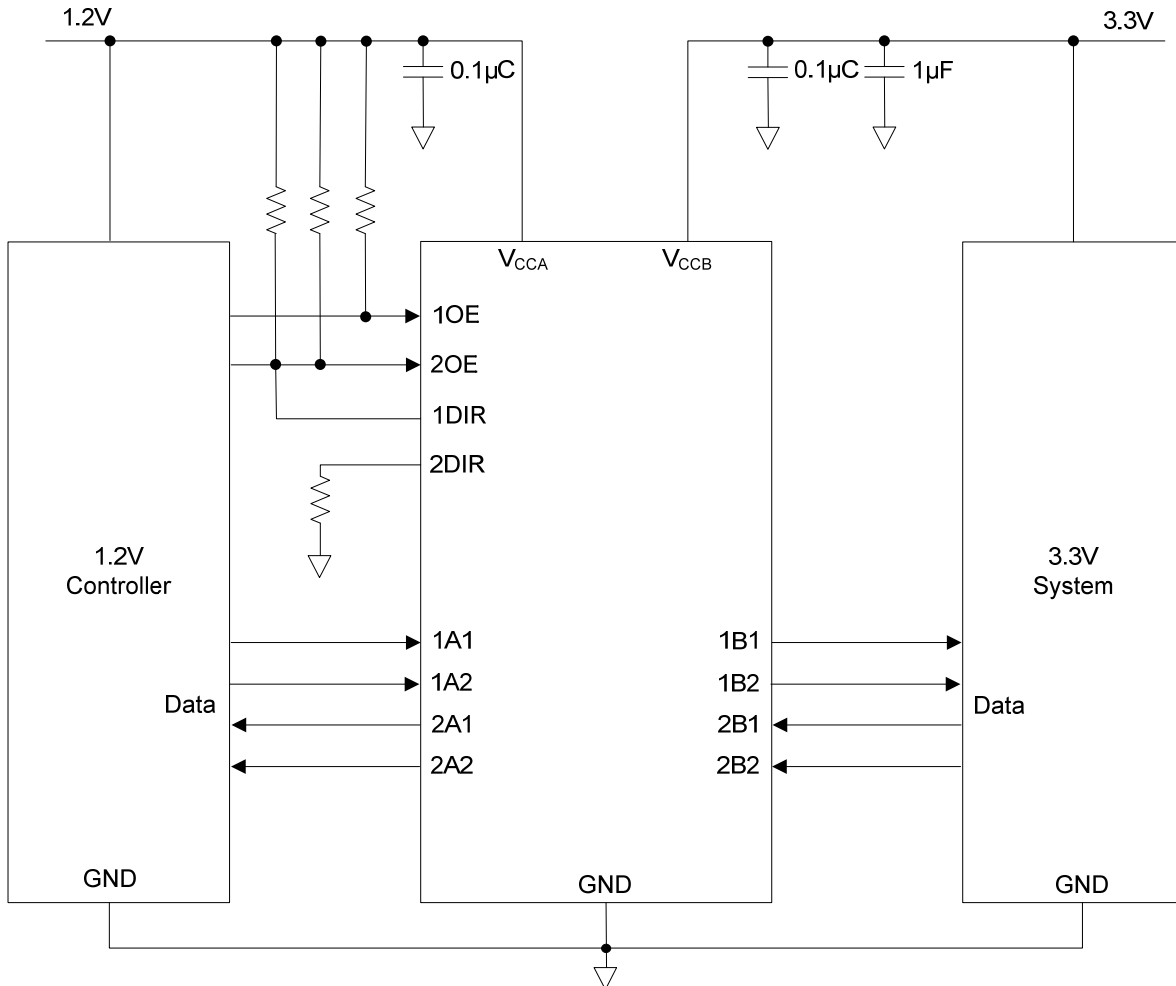 1.2V
3.3V
0.1µC
0.1µC
1µF
VCCA
VCCB
1OE
2OE
1DIR
2DIR
1.2V
Controller
3.3V
System
1A1
1B1
1A2
1B2
Data
Data
2A1
2B1
2A2
2B2
GND
GND
GND